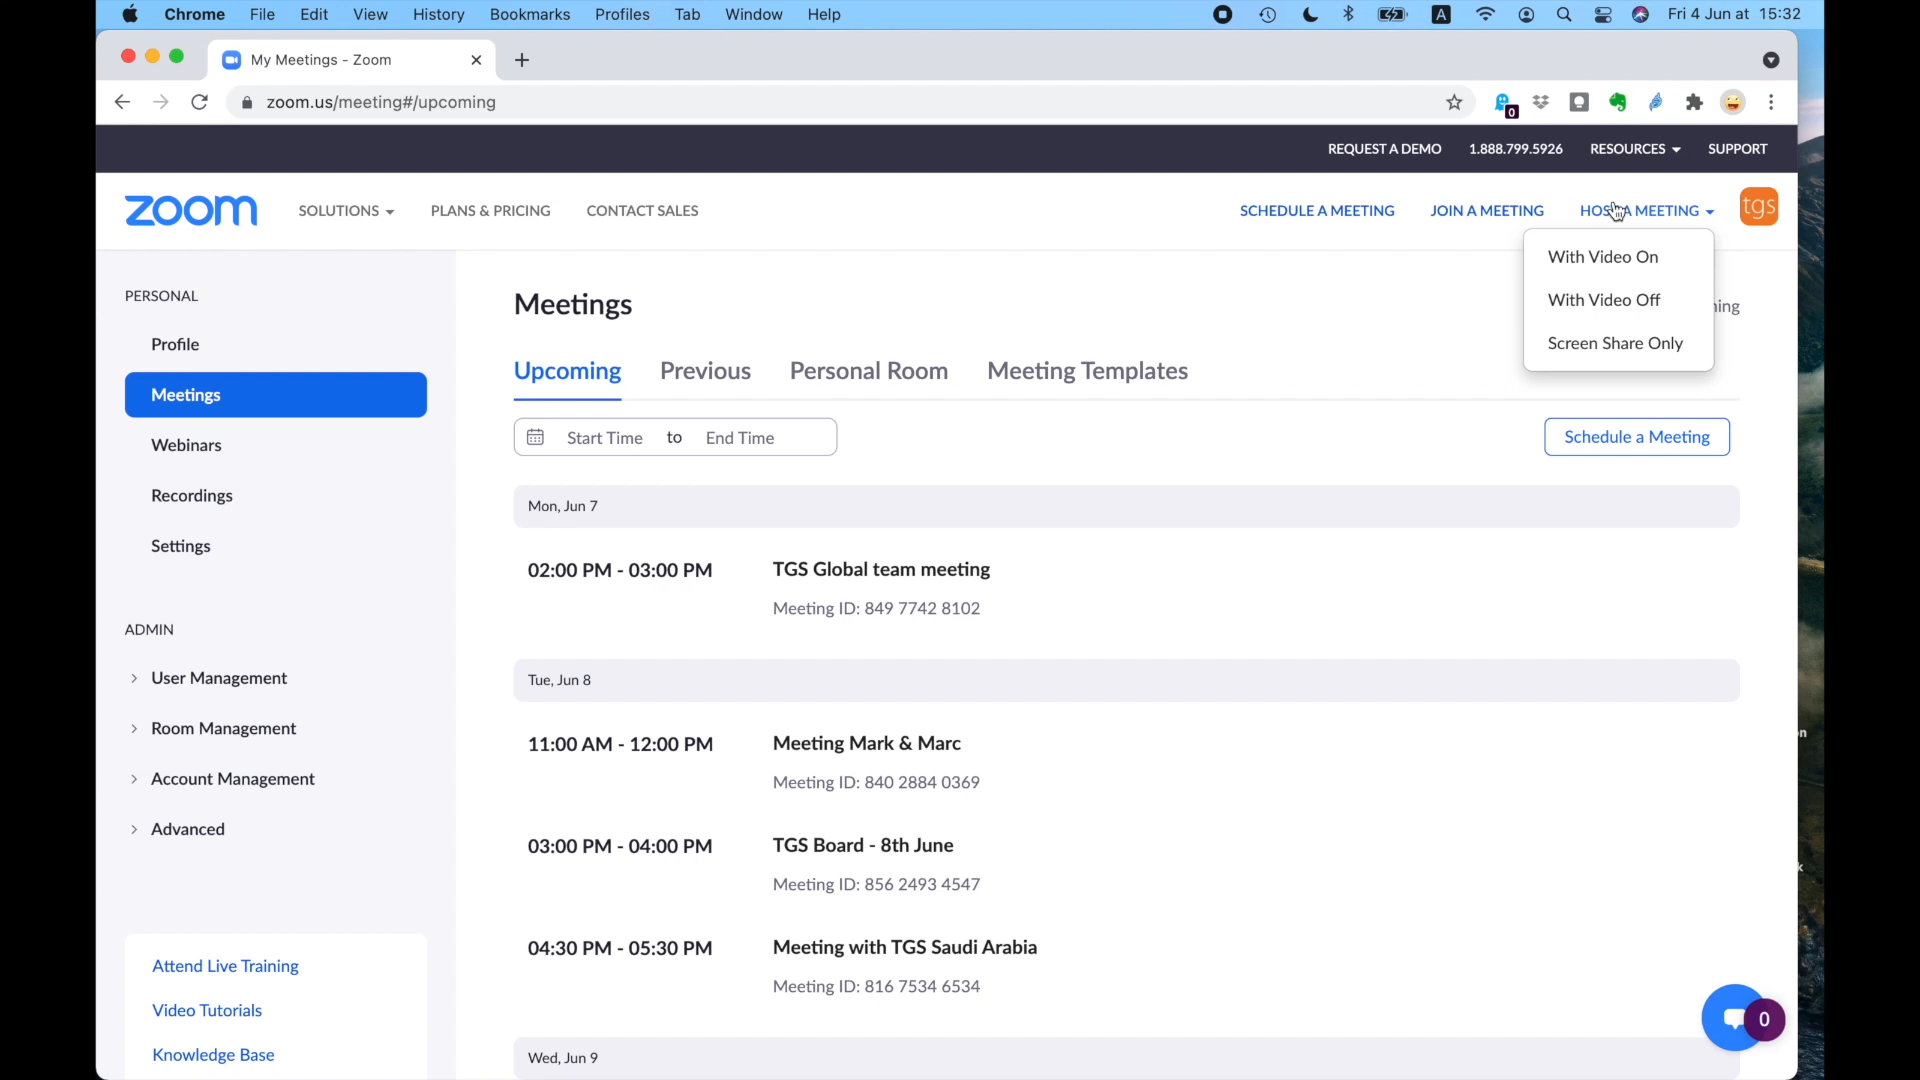 Chrome File Edit View History Bookmarks Profiles Tab Window Help A Fri 4 Jun at 15:32
My Meetings - Zoom
zoom.us/meeting#/upcoming 0
REQUEST A DEMO 1.888.799.5926 RESOURCES SUPPORT
zoom SOLUTIONS PLANS & PRICING CONTACT SALES SCHEDULE A MEETING JOIN A MEETING HOST A MEETING tgs
With Video On
With Video Off
Screen Share Only
PERSONAL
Profile
Meetings
Webinars
Recordings
Settings
ADMIN
User Management
Room Management
Account Management
Advanced
Attend Live Training
Video Tutorials
Knowledge Base
Meetings
Upcoming Previous Personal Room Meeting Templates
Start Time to End Time Schedule a Meeting
Mon, Jun 7
02:00 PM - 03:00 PM TGS Global team meeting
Meeting ID: 849 7742 8102
Tue, Jun 8
11:00 AM - 12:00 PM Meeting Mark & Marc
Meeting ID: 840 2884 0369
03:00 PM - 04:00 PM TGS Board - 8th June
Meeting ID: 856 2493 4547
04:30 PM - 05:30 PM Meeting with TGS Saudi Arabia
Meeting ID: 816 7534 6534
0
Wed, Jun 9